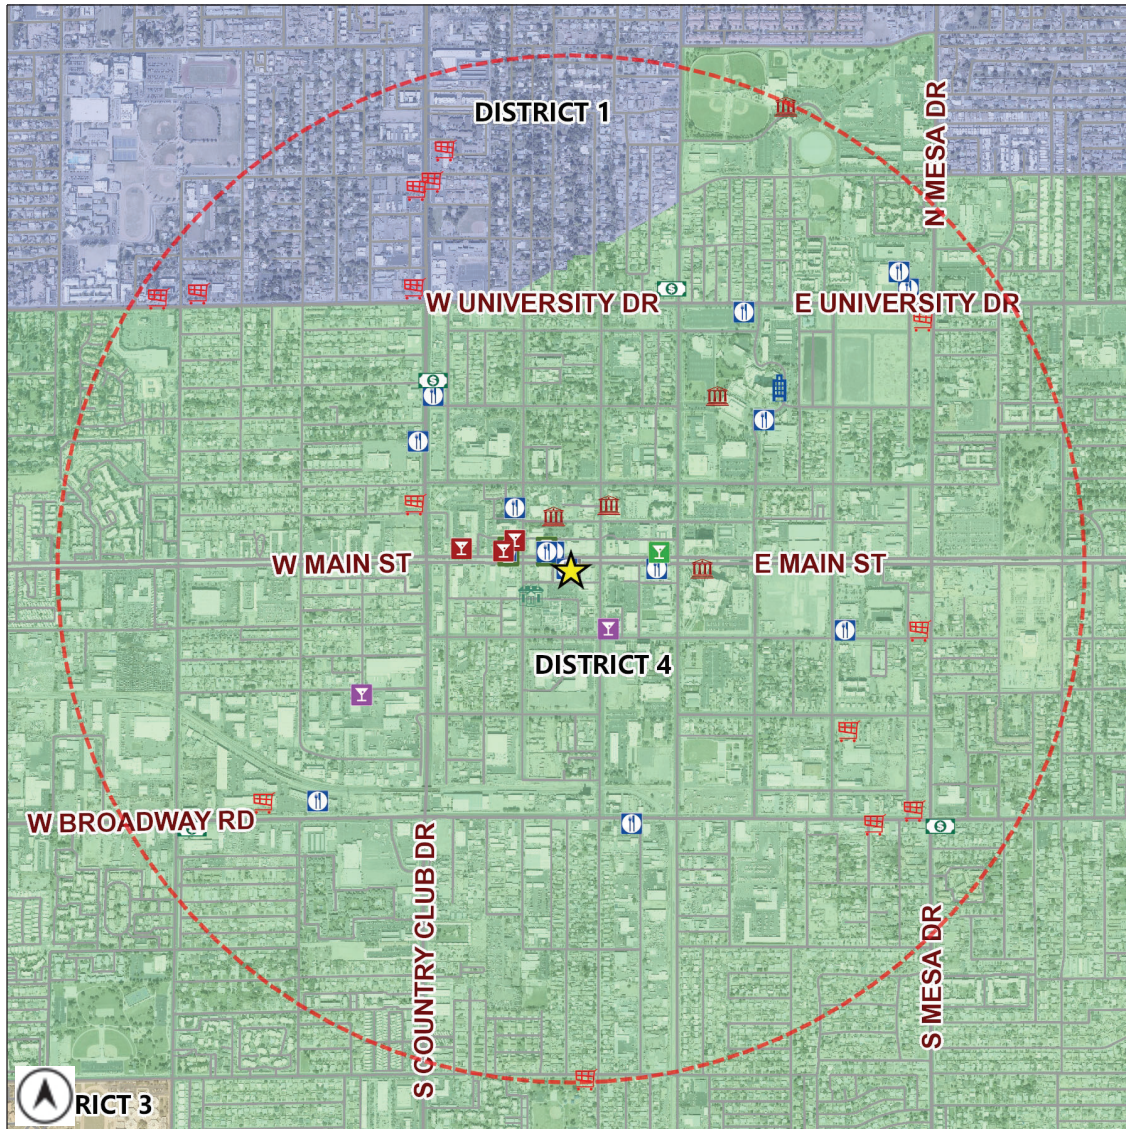 DISTRICT 1
N MESA DR
W UNIVERSITY DR
E UNIVERSITY DR
W MAIN ST
E MAIN ST
DISTRICT 4
W BROADWAY RD
S COUNTRY CLUB DR
S MESA DR
RICT 3